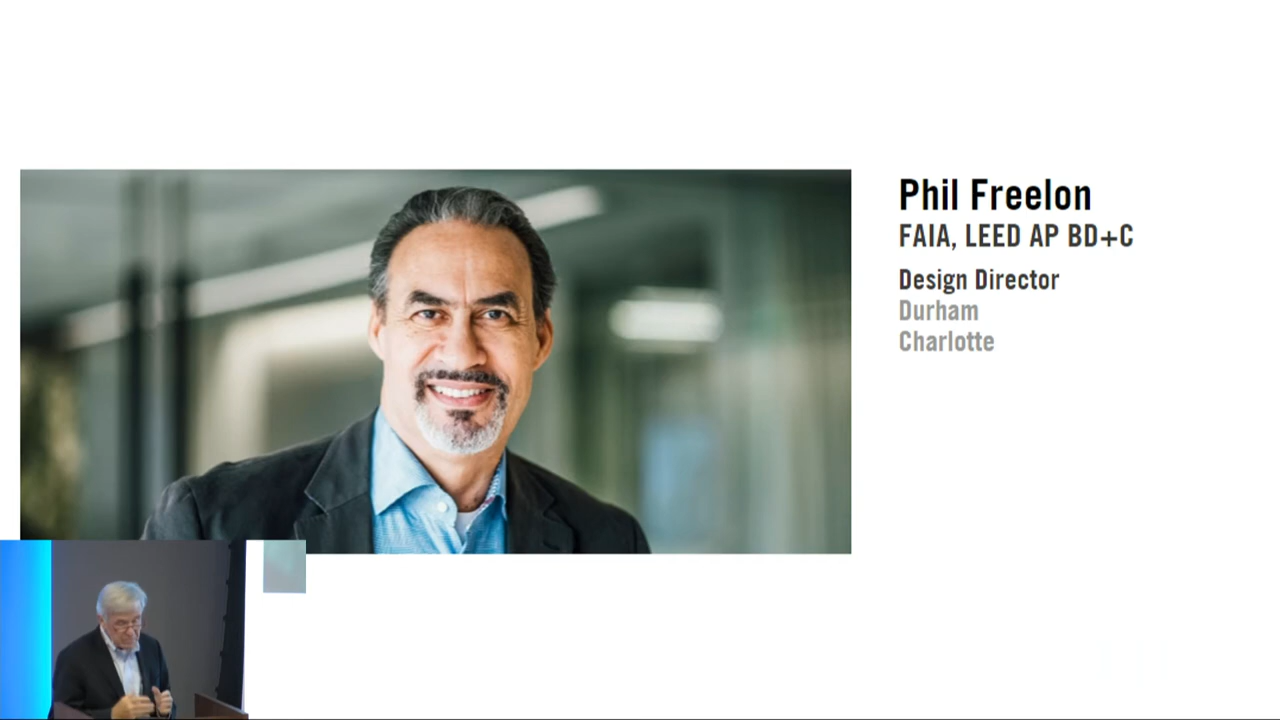 Phil Freelon
FAIA, LEED AP BD+C
Design Director
Durham
Charlotte